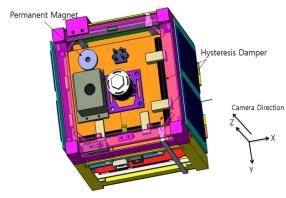 Permanent Magnet
Hysteresis Damper
Camera Direction
Z
X
Y